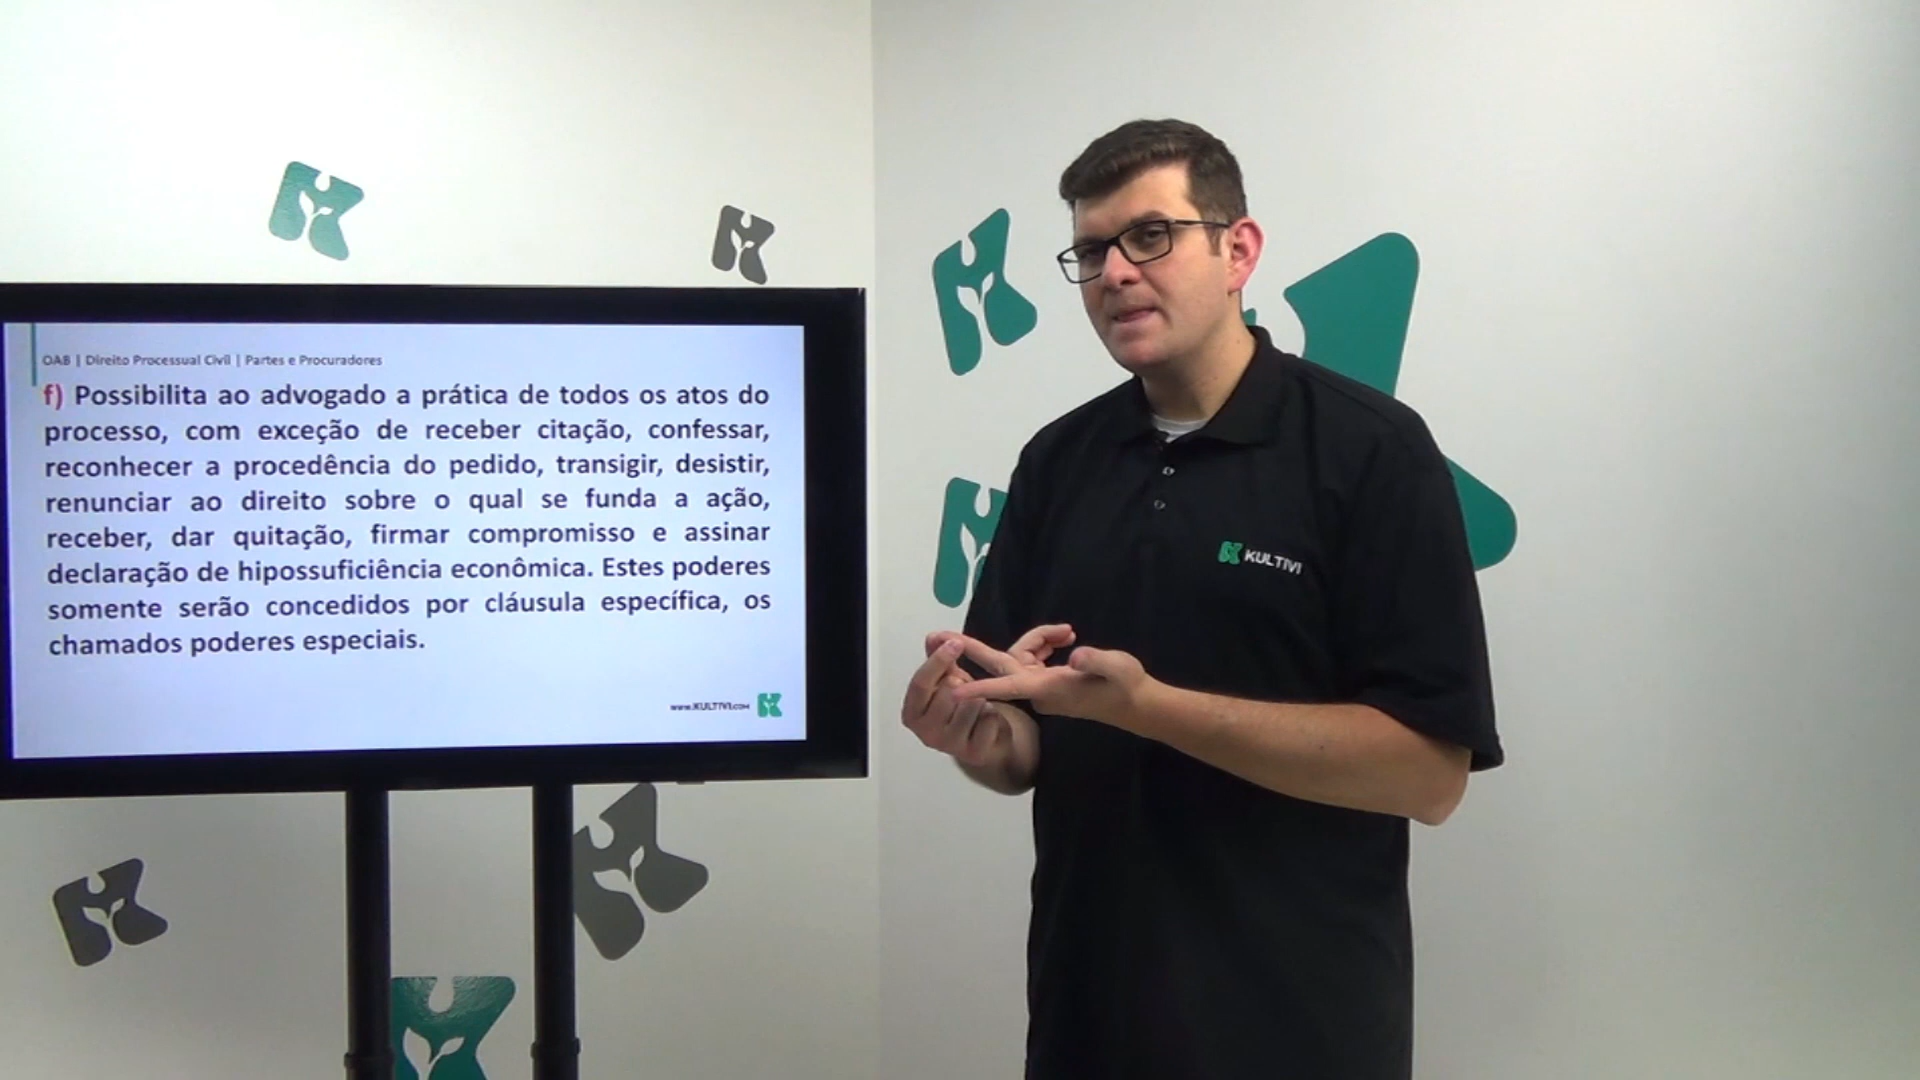 OAB | Direito Processual Civil | Partes e Procuradores
f) Possibilita ao advogado a prática de todos os atos do
processo, com exceção de receber citação, confessar,
reconhecer a procedência do pedido, transigir, desistir,
renunciar ao direito sobre o qual se funda a ação,
receber, dar quitação, firmar compromisso e assinar
declaração de hipossuficiência econômica. Estes poderes
somente serão concedidos por cláusula específica, os
chamados poderes especiais.
www.KULTIVI.COM
KULTIVI